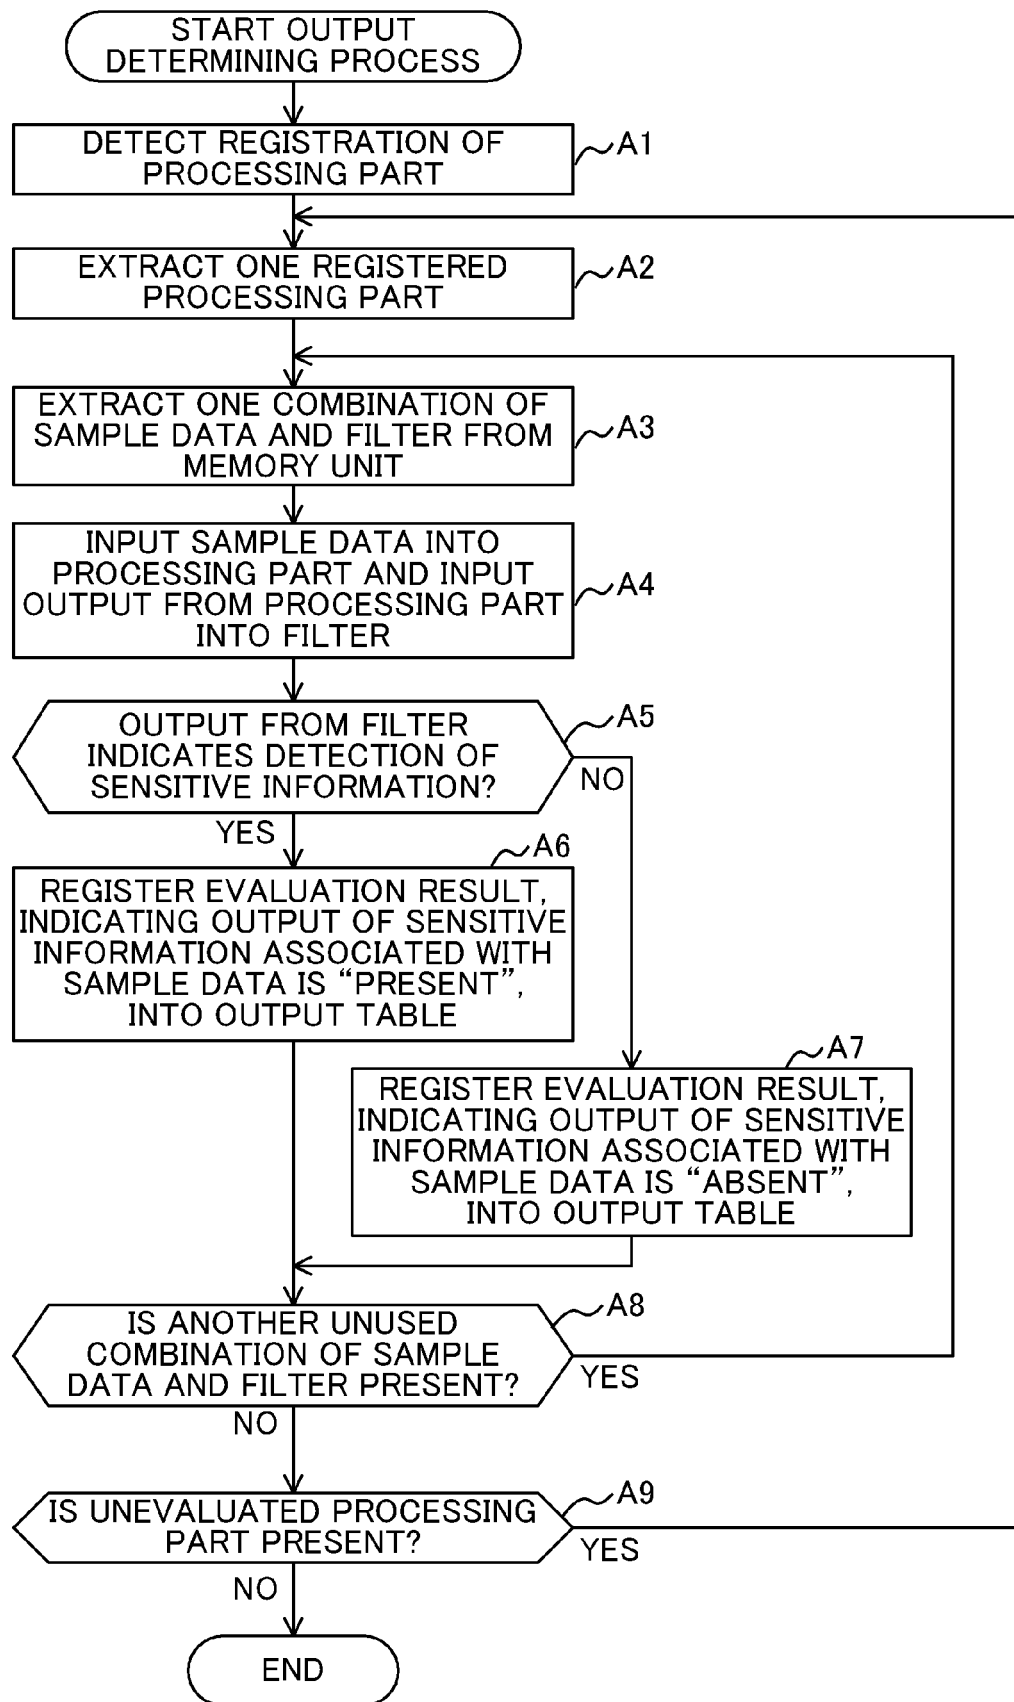 START OUTPUT
DETERMINING PROCESS
DETECT REGISTRATION OF
PROCESSING PART
A1
EXTRACT ONE REGISTERED
PROCESSING PART
A2
EXTRACT ONE COMBINATION OF
SAMPLE DATA AND FILTER FROM
MEMORY UNIT
A3
INPUT SAMPLE DATA INTO
PROCESSING PART AND INPUT
OUTPUT FROM PROCESSING PART
INTO FILTER
A4
OUTPUT FROM FILTER
INDICATES DETECTION OF
SENSITIVE INFORMATION?
A5
NO
YES
A6
REGISTER EVALUATION RESULT,
INDICATING OUTPUT OF SENSITIVE
INFORMATION ASSOCIATED WITH
SAMPLE DATA IS “PRESENT”,
INTO OUTPUT TABLE
A7
REGISTER EVALUATION RESULT,
INDICATING OUTPUT OF SENSITIVE
INFORMATION ASSOCIATED WITH
SAMPLE DATA IS “ABSENT”,
INTO OUTPUT TABLE
A8
IS ANOTHER UNUSED
COMBINATION OF SAMPLE
DATA AND FILTER PRESENT?
YES
NO
A9
IS UNEVALUATED PROCESSING
PART PRESENT?
YES
NO
END